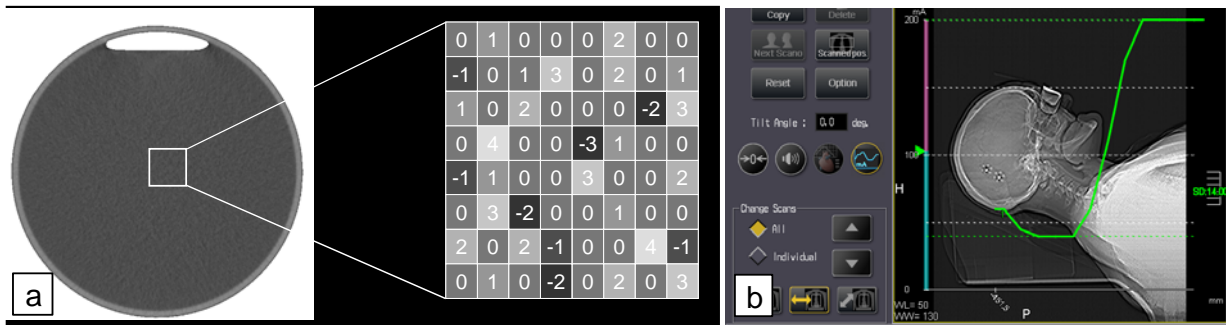 0 1 0 0 0 2 0 0
-1 0 1 3 0 2 0 1
1 0 2 0 0 0 -2 3
0 4 0 0 -3 1 0 0
-1 1 0 0 3 0 0 2
0 3 -2 0 0 1 0 0
2 0 2 -1 0 0 4 -1
0 1 0 -2 0 2 0 3
a
Copy Delete
Next Scano Scanned pos.
Reset Option
Tilt Angle : 0.0 deg.
mA
Change Scans
All
Individual
b
mA
200
100
H
0
SD:14.00
-451.5
P
mm
WL= 50
WW= 130